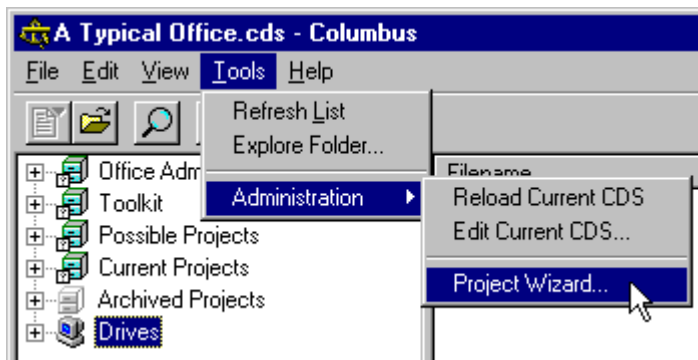 A Typical Office.cds - Columbus
File Edit View Tools Help
Refresh List
Explore Folder...
Administration
Filename
Reload Current CDS
Edit Current CDS...
Project Wizard...
Office Adm
Toolkit
Possible Projects
Current Projects
Archived Projects
Drives